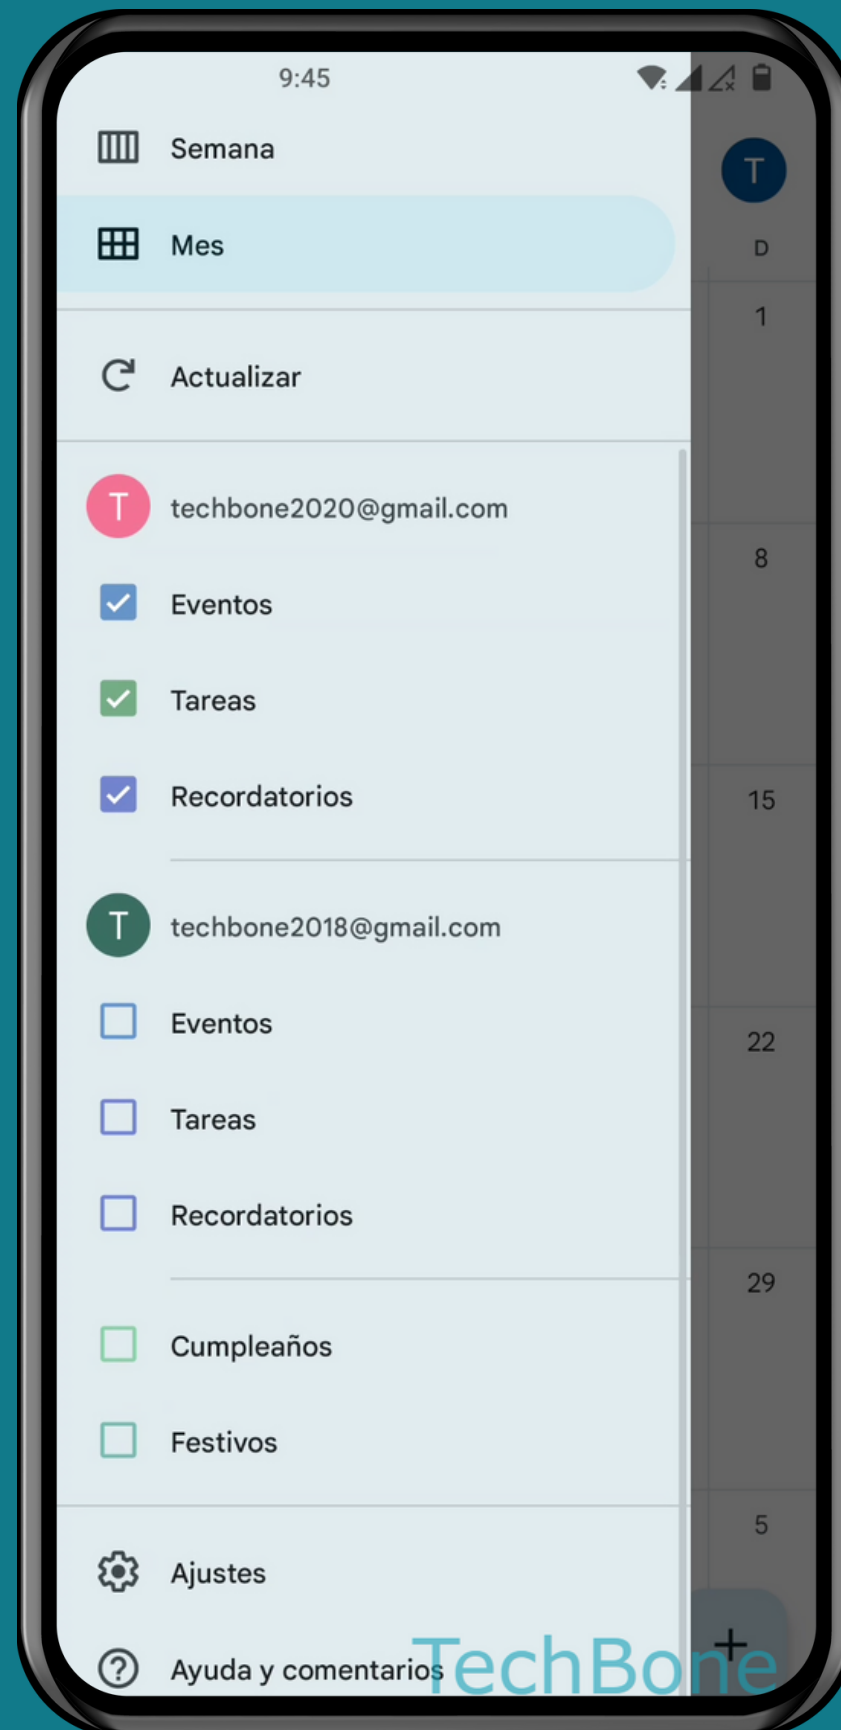 9:45
Semana
T
Mes
D
1
Actualizar
T
techbone2020@gmail.com
8
Eventos
Tareas
Recordatorios
15
T
techbone2018@gmail.com
Eventos
22
Tareas
Recordatorios
29
Cumpleaños
Festivos
5
Ajustes
Ayuda y comentarios
TechBone